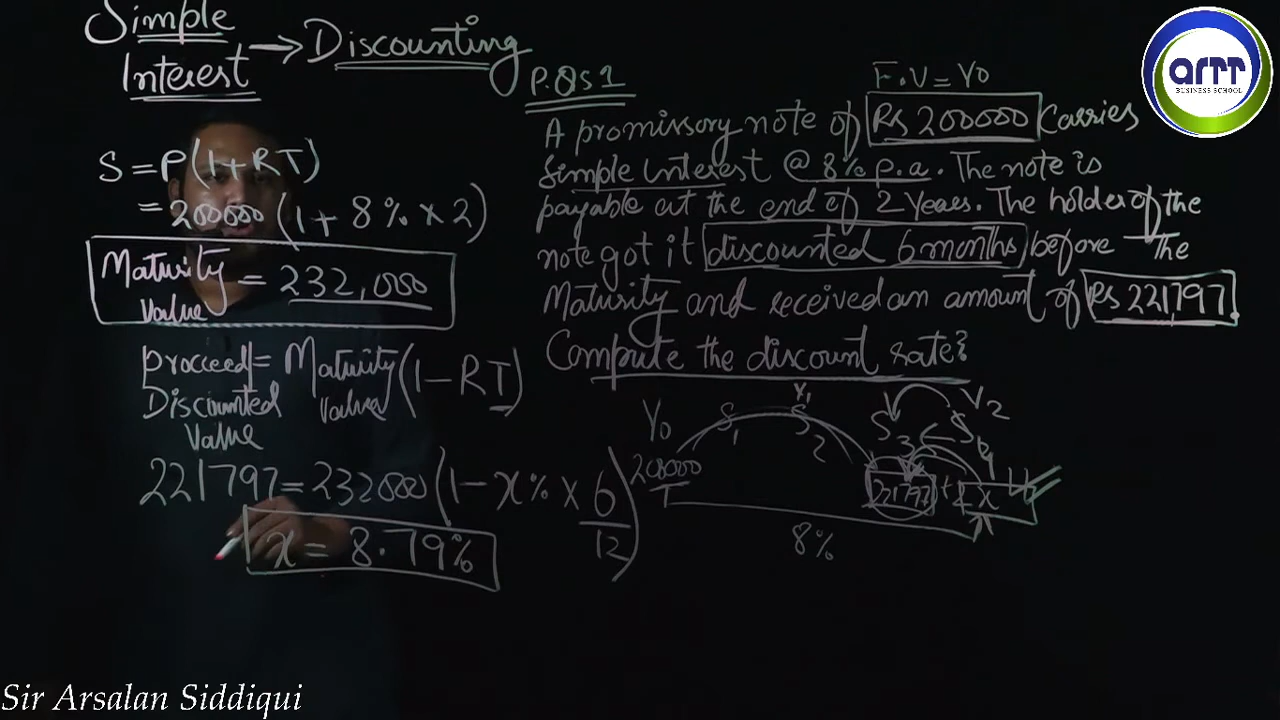 Simple
Interest → Discounting
S = P(1+RT)
= 200000 (1 + 8% × 2)
Maturity = 232,000
Value
Proceed = Maturity (1 - RT)
Discounted Value
Value
221797 = 232000 (1 - x% × 6
12)
x = 8.79%
P.Qs 1
F.V = Y0
A promissory note of Rs 200000 Carries
Simple Interest @ 8% p.a. The note is
payable at the end of 2 Years. The holder of the
note got it discounted 6 months before The
Maturity and received an amount of Rs 221,797.
Compute the discount rate?
Y0 S1 Y1 S2 S3 S4 Y2
200000 221797 + x
8%
artt
BUSINESS SCHOOL
Sir Arsalan Siddiqui